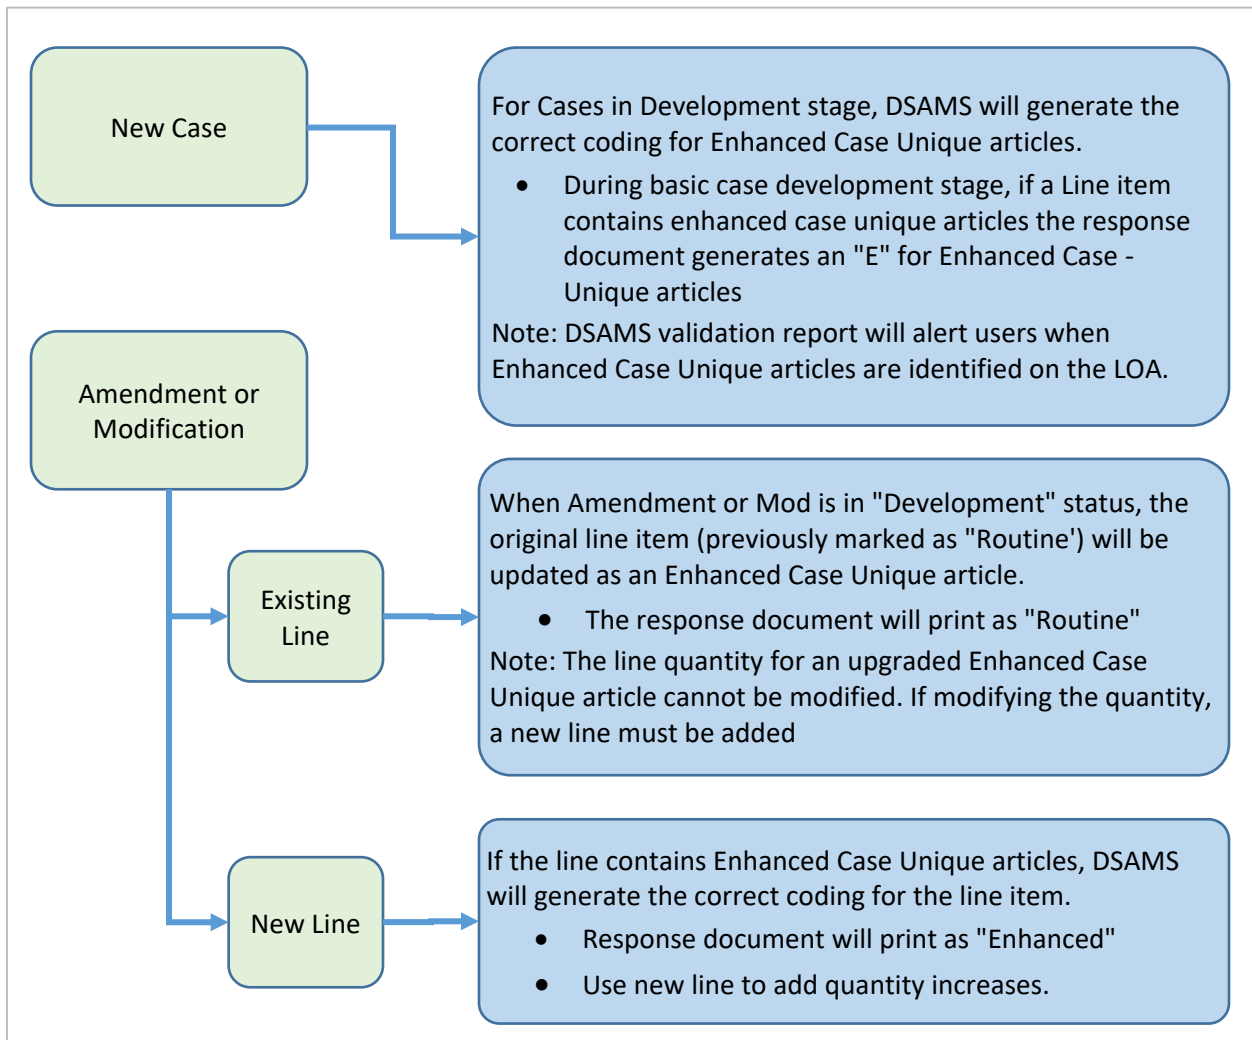 New Case
For Cases in Development stage, DSAMS will generate the
correct coding for Enhanced Case Unique articles.
• During basic case development stage, if a Line item
contains enhanced case unique articles the response
document generates an "E" for Enhanced Case -
Unique articles
Note: DSAMS validation report will alert users when
Enhanced Case Unique articles are identified on the LOA.
Amendment or
Modification
Existing
Line
When Amendment or Mod is in "Development" status, the
original line item (previously marked as "Routine') will be
updated as an Enhanced Case Unique article.
• The response document will print as "Routine"
Note: The line quantity for an upgraded Enhanced Case
Unique article cannot be modified. If modifying the quantity,
a new line must be added
New Line
If the line contains Enhanced Case Unique articles, DSAMS
will generate the correct coding for the line item.
• Response document will print as "Enhanced"
• Use new line to add quantity increases.